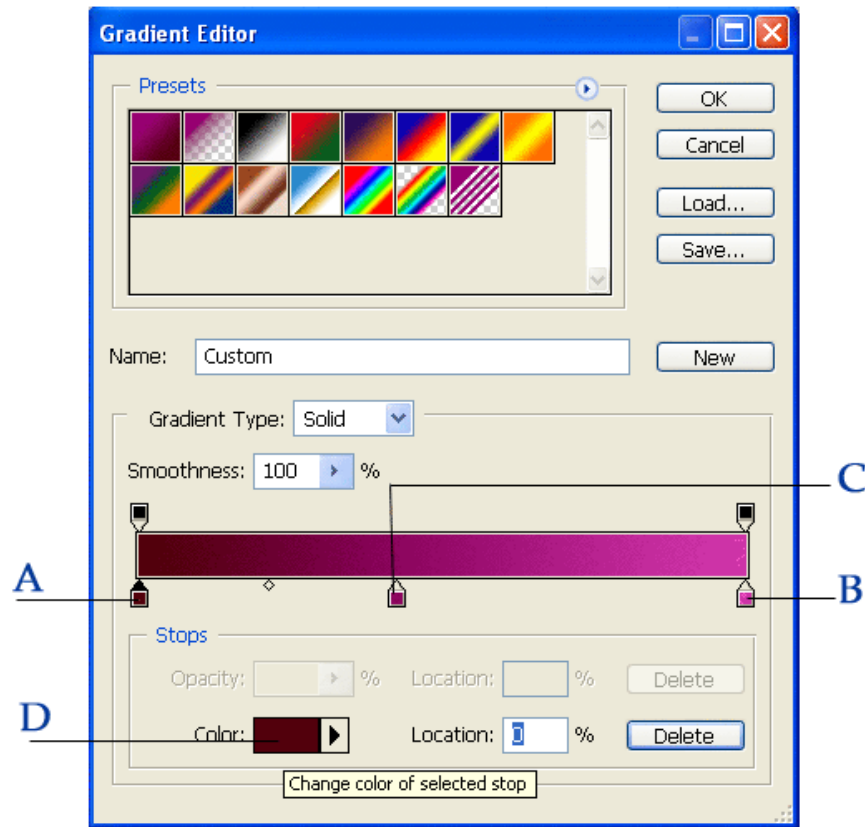 Gradient Editor
Presets
OK
Cancel
Load...
Save...
Name: Custom
New
Gradient Type: Solid
Smoothness: 100 %
C
A
B
Stops
Opacity: % Location: % Delete
D
Color: Location: 0 % Delete
Change color of selected stop